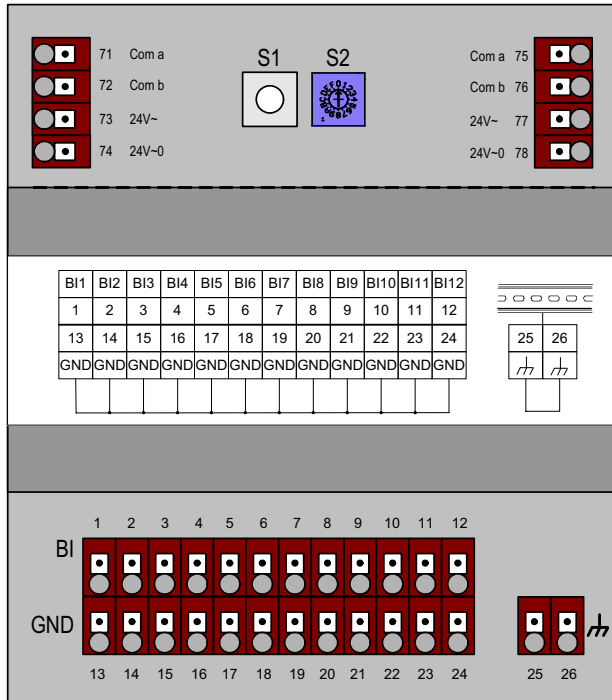 S1 S2
71 Com a
72 Com b
73 24V~
74 24V~0
Com a 75
Com b 76
24V~ 77
24V~0 78
BI1 BI2 BI3 BI4 BI5 BI6 BI7 BI8 BI9 BI10 BI11 BI12
1 2 3 4 5 6 7 8 9 10 11 12
13 14 15 16 17 18 19 20 21 22 23 24
GND GND GND GND GND GND GND GND GND GND GND GND
25 26
1 2 3 4 5 6 7 8 9 10 11 12
BI
GND
13 14 15 16 17 18 19 20 21 22 23 24
25 26